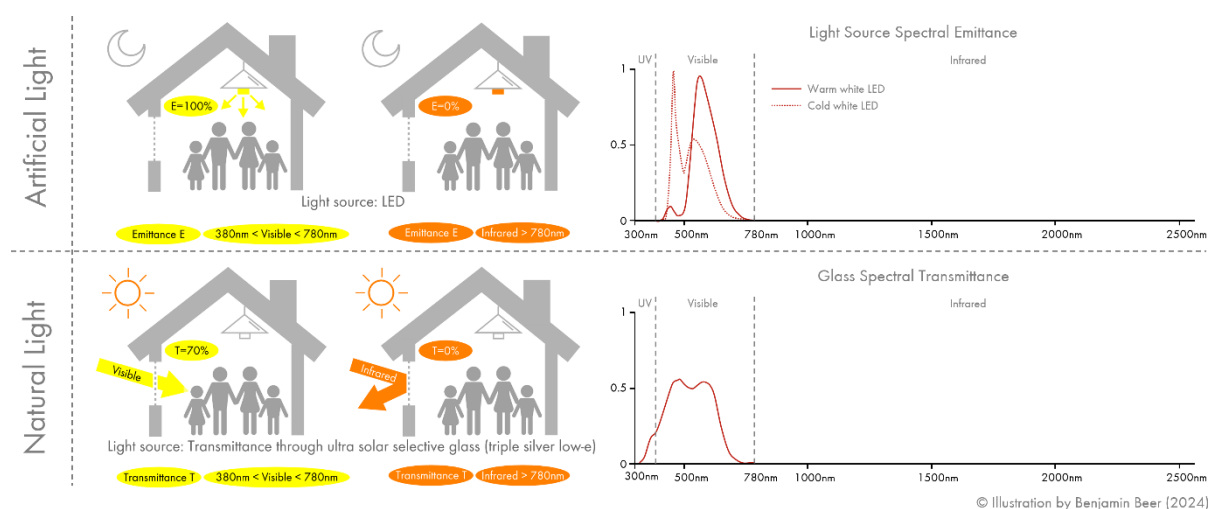 Artificial Light
E=100%
E=0%
Light source: LED
Emittance E
380nm < Visible < 780nm
Emittance E
Infrared > 780nm
Light Source Spectral Emittance
UV
Visible
Infrared
Warm white LED
Cold white LED
1
0.5
0
300nm
500nm
780nm
1000nm
1500nm
2000nm
2500nm
Natural Light
T=70%
Visible
T=0%
Infrared
Light source: Transmittance through ultra solar selective glass (triple silver low-e)
Transmittance T
380nm < Visible < 780nm
Transmittance T
Infrared > 780nm
Glass Spectral Transmittance
UV
Visible
Infrared
1
0.5
0
300nm
500nm
780nm
1000nm
1500nm
2000nm
2500nm
© Illustration by Benjamin Beer (2024)